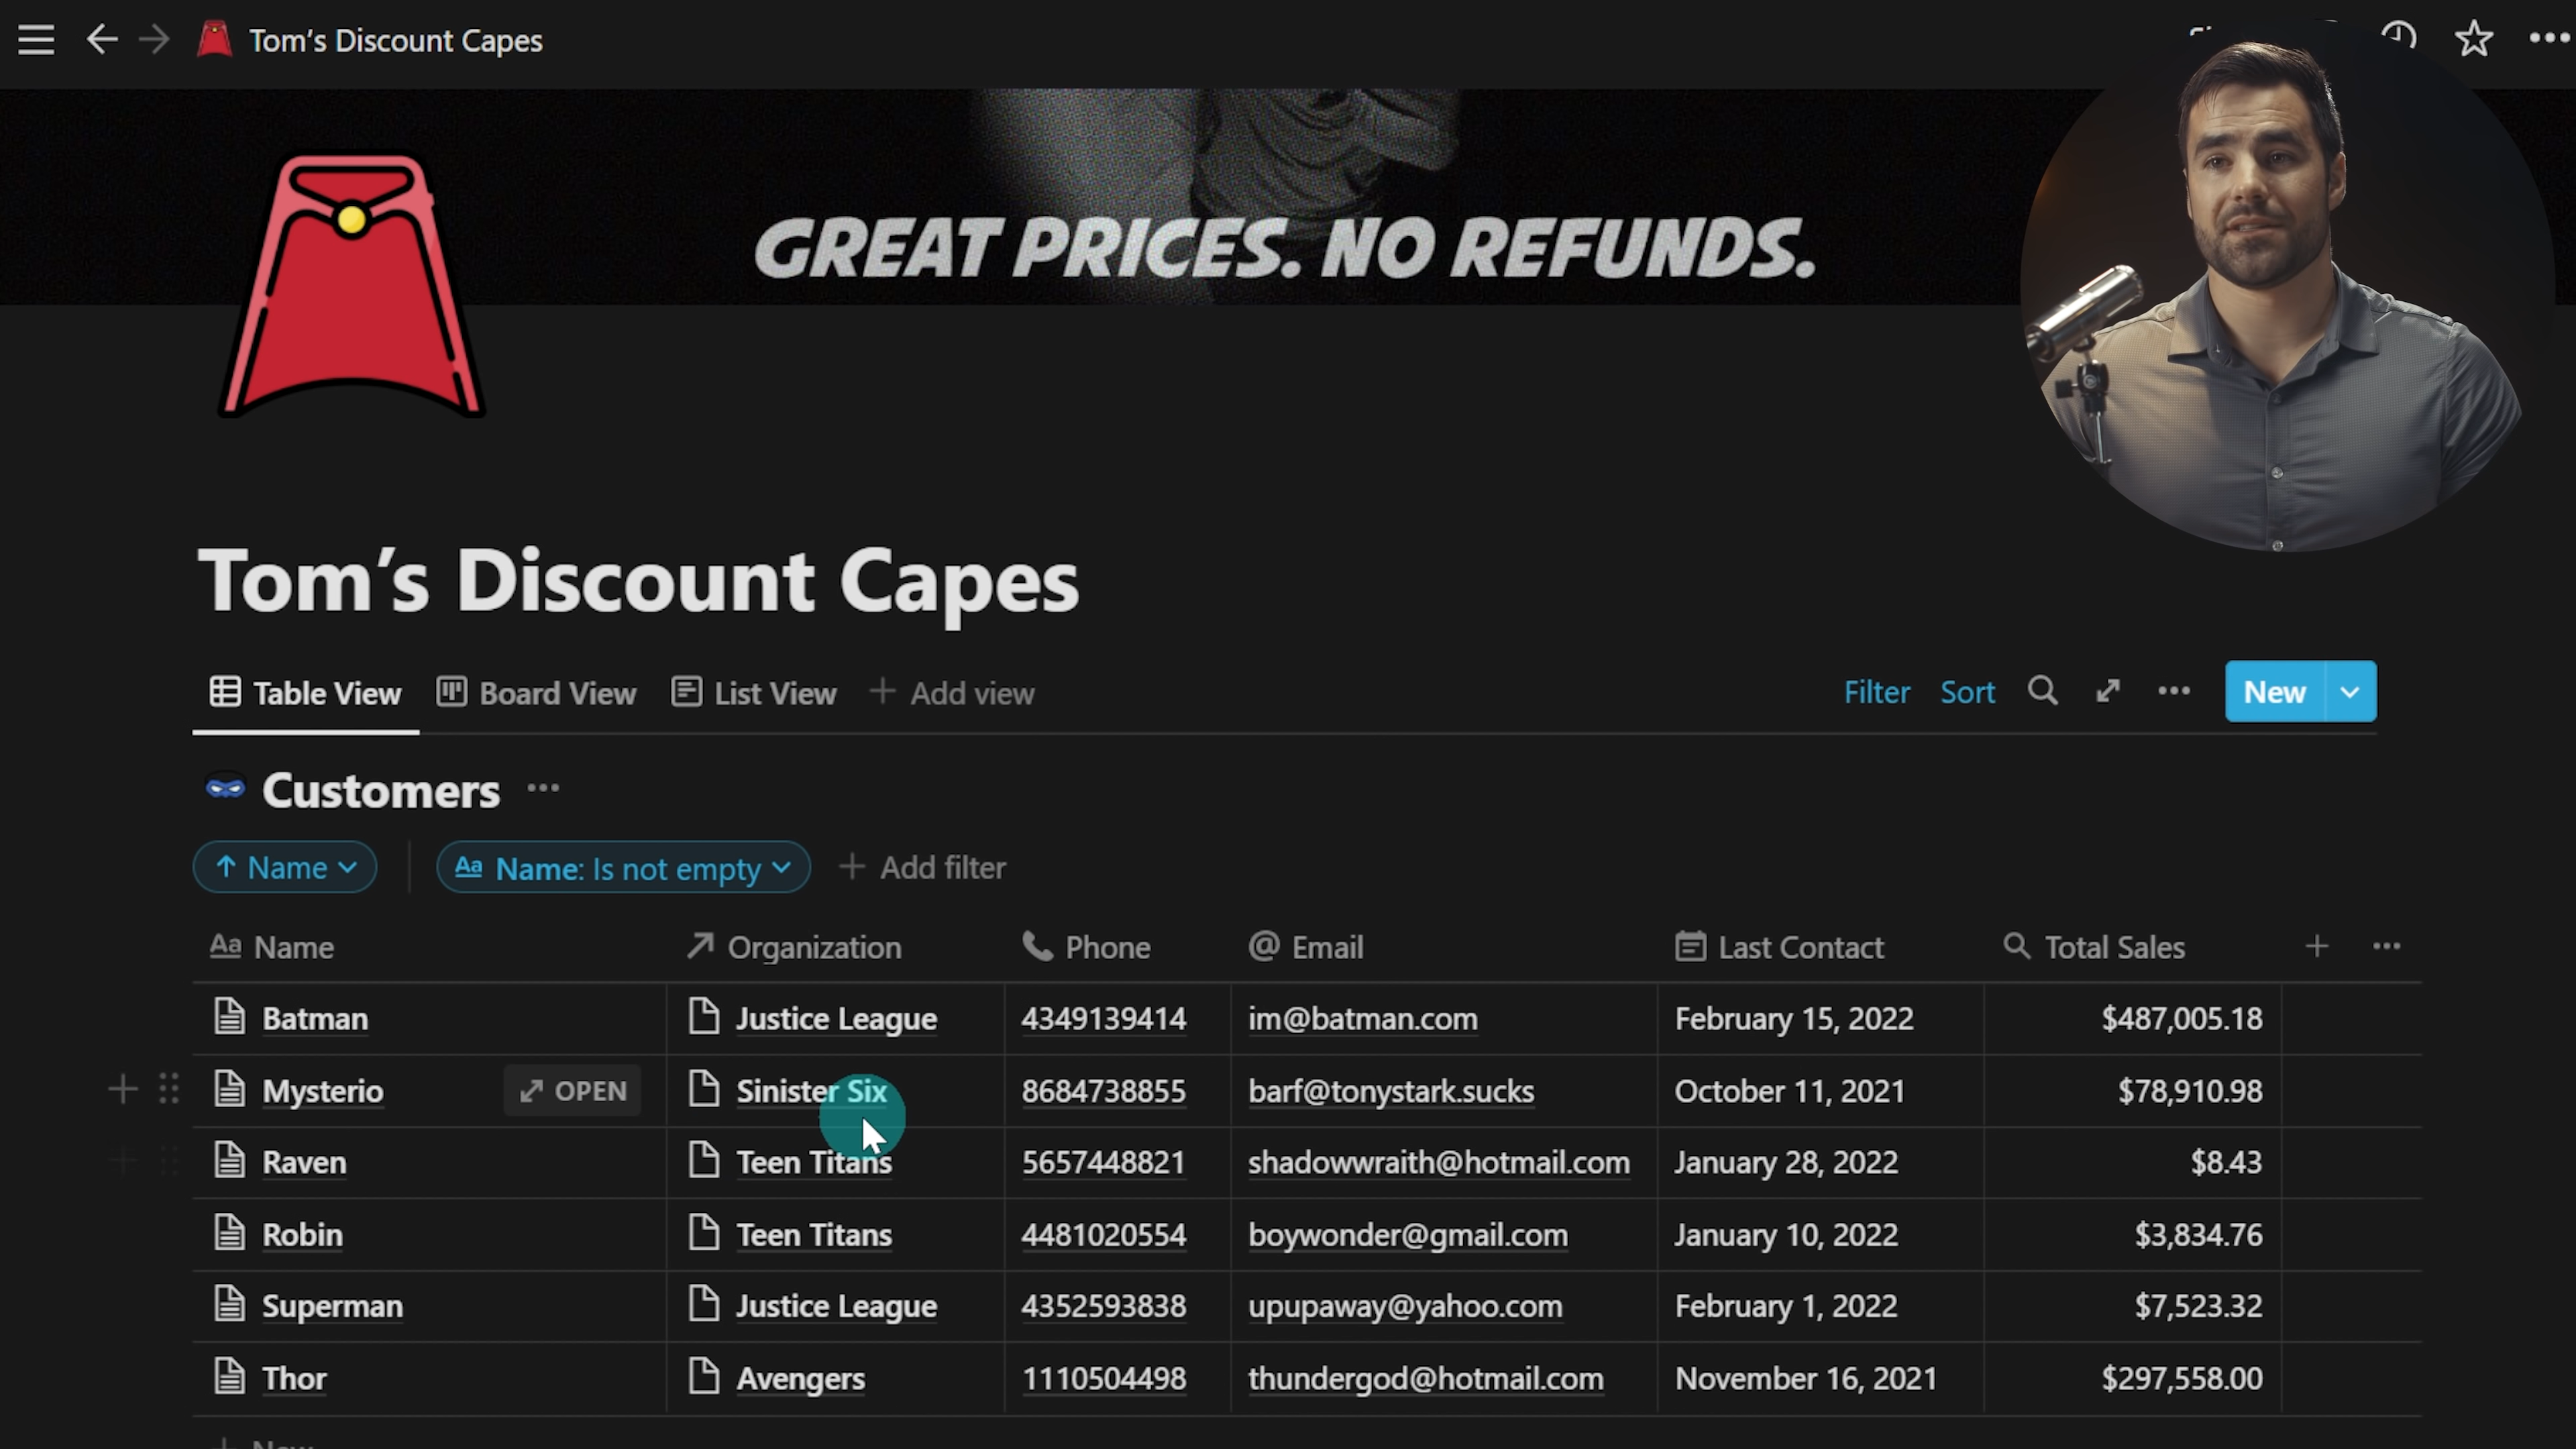 Tom's Discount Capes
GREAT PRICES. NO REFUNDS.
Tom's Discount Capes
Table View Board View List View + Add view Filter Sort New
Customers
Name Name: Is not empty + Add filter
Aa Name Organization Phone @ Email Last Contact Total Sales
Batman Justice League 4349139414 im@batman.com February 15, 2022 $487,005.18
Mysterio OPEN Sinister Six 8684738855 barf@tonystark.sucks October 11, 2021 $78,910.98
Raven Teen Titans 5657448821 shadowwraith@hotmail.com January 28, 2022 $8.43
Robin Teen Titans 4481020554 boywonder@gmail.com January 10, 2022 $3,834.76
Superman Justice League 4352593838 upupaway@yahoo.com February 1, 2022 $7,523.32
Thor Avengers 1110504498 thundergod@hotmail.com November 16, 2021 $297,558.00